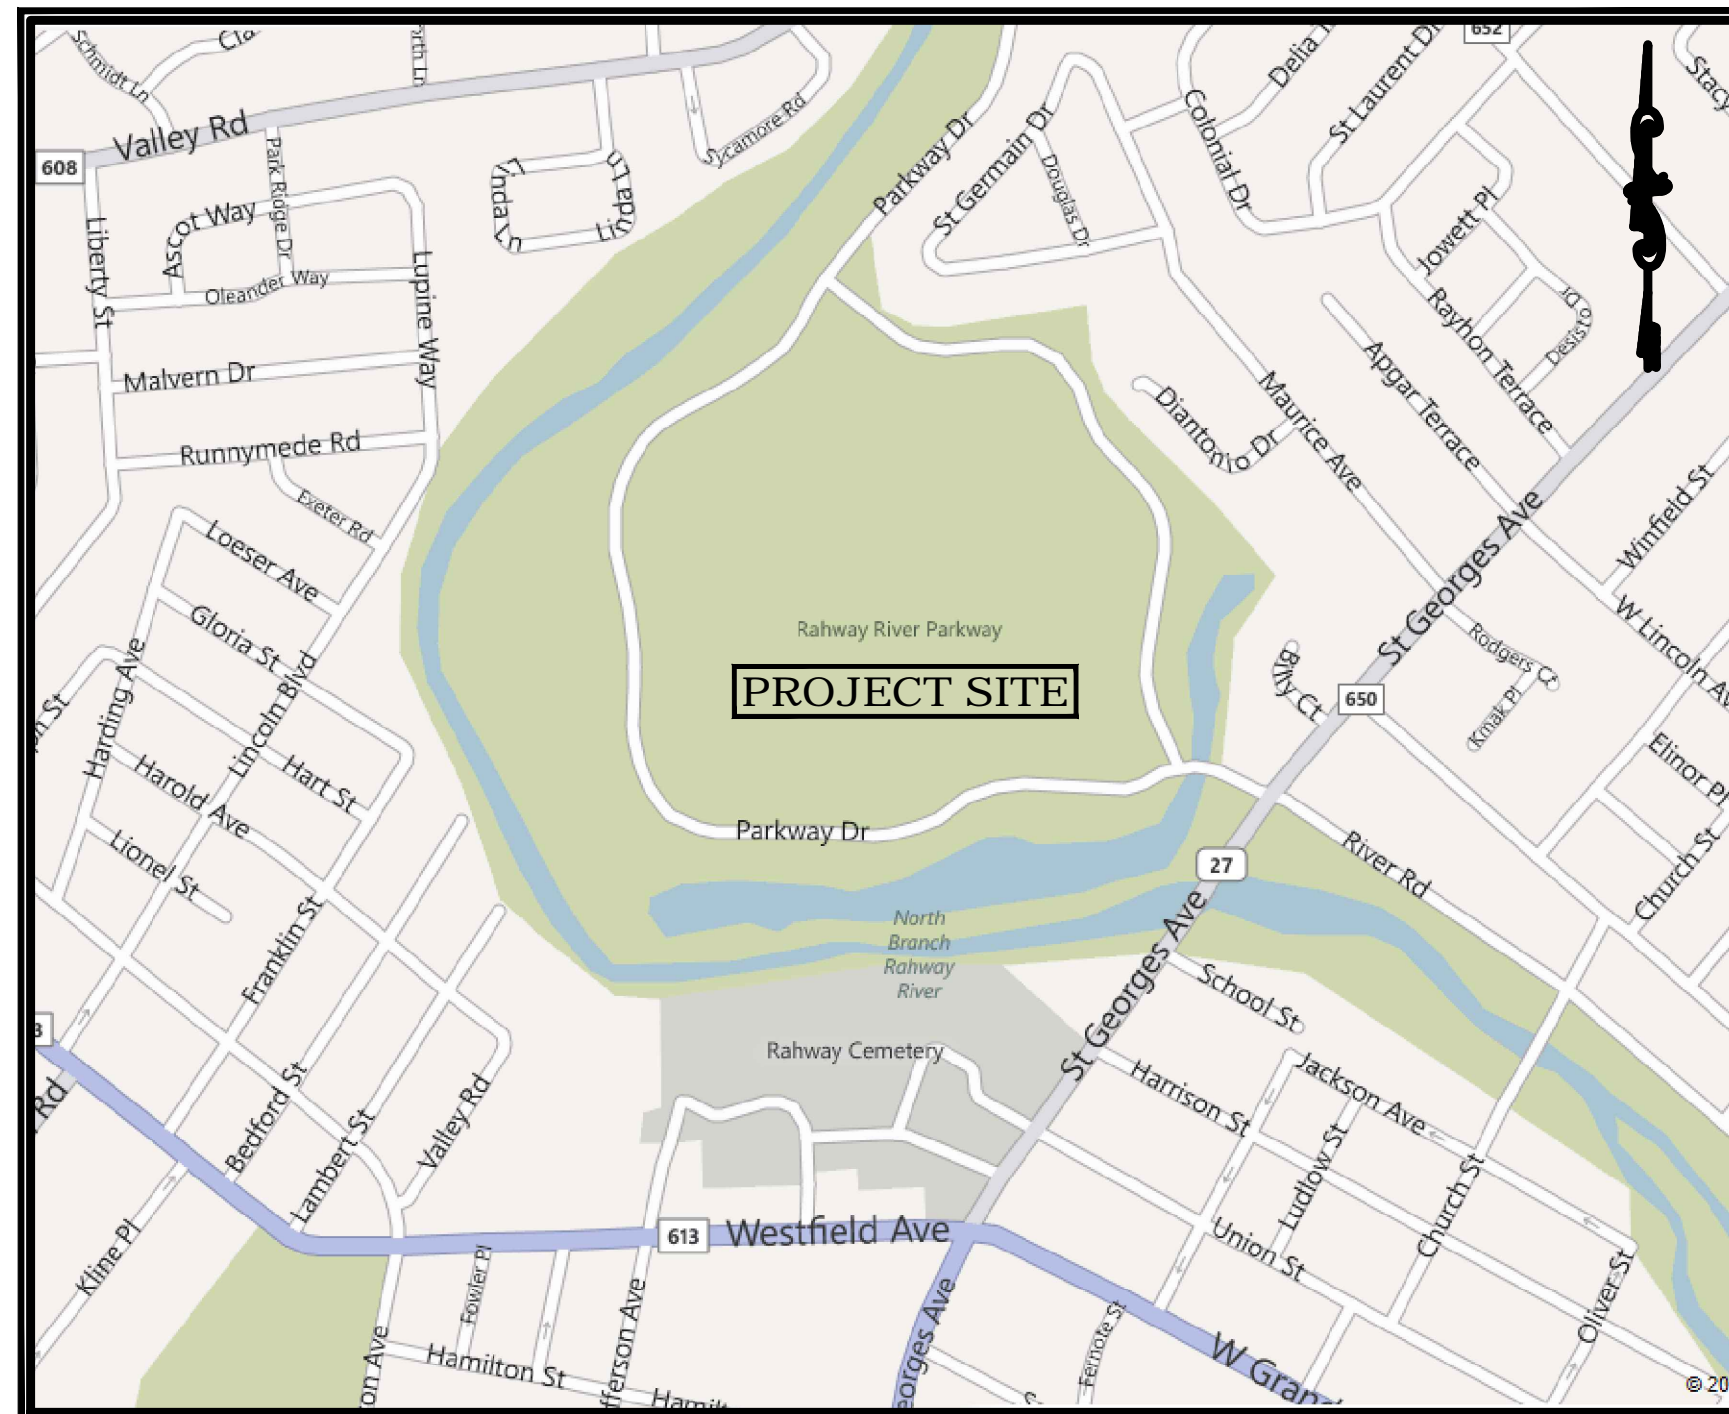 Schmidt Ln
652
Delia
St Laurent Dr
Stacy
Valley Rd
608
Park Ridge Dr
Sycamore Rd
Linda Ln
Linda Ln
Parkway Dr
St Germain Dr
Douglas Dr
Colonial Dr
Jowett Pl
Ascot Way
Liberty St
Oleander Way
Lupine Way
Rayhon Terrace
Desisto Dr
Malvern Dr
Apgar Terrace
Maurice Ave
Diantonio Dr
Runnymede Rd
Exeter Rd
Loeser Ave
St Georges Ave
Winfield St
Gloria St
Rahway River Parkway
PROJECT SITE
Billy Ct
650
Rodgers Ct
Kmak Pl
W Lincoln Av
Harding Ave
Lincoln Blvd
Elinor Pl
Harold Ave
Hart St
Lionel St
Parkway Dr
27
River Rd
Church St
Franklin St
North
Branch
Rahway
River
St Georges Ave
School St
Rahway Cemetery
Rd
Bedford St
Lambert St
Valley Rd
Harrison St
Jackson Ave
Ludlow St
Church St
Kline Pl
613
Westfield Ave
Union St
Oliver St
Fowler Pl
Fernote St
Hamilton St
W Grand
©20